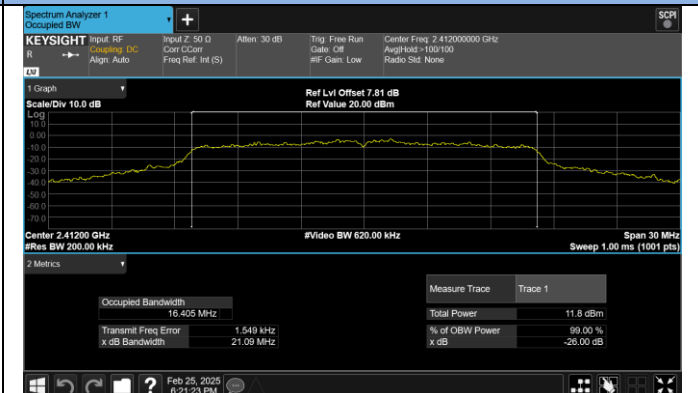 Spectrum Analyzer 1
Occupied BW
SCPI
KEYSIGHT Input: RF Input Z: 50 Ω Atten: 30 dB Trig: Free Run Center Freq: 2.412000000 GHz
R Coupling: DC Corr CCorr Gate: Off Avg|Hold:>100/100
Align: Auto Freq Ref: Int (S) #IF Gain: Low Radio Std: None
LXI
1 Graph Ref Lvl Offset 7.81 dB
Scale/Div 10.0 dB Ref Value 20.00 dBm
Log
10.0
0.00
-10.0
-20.0
-30.0
-40.0
-50.0
-60.0
-70.0
Center 2.41200 GHz #Video BW 620.00 kHz Span 30 MHz
#Res BW 200.00 kHz Sweep 1.00 ms (1001 pts)
2 Metrics
Measure Trace Trace 1
Occupied Bandwidth
16.405 MHz Total Power 11.8 dBm
Transmit Freq Error 1.549 kHz % of OBW Power 99.00 %
x dB Bandwidth 21.09 MHz x dB -26.00 dB
? Feb 25, 2025
6:21:23 PM